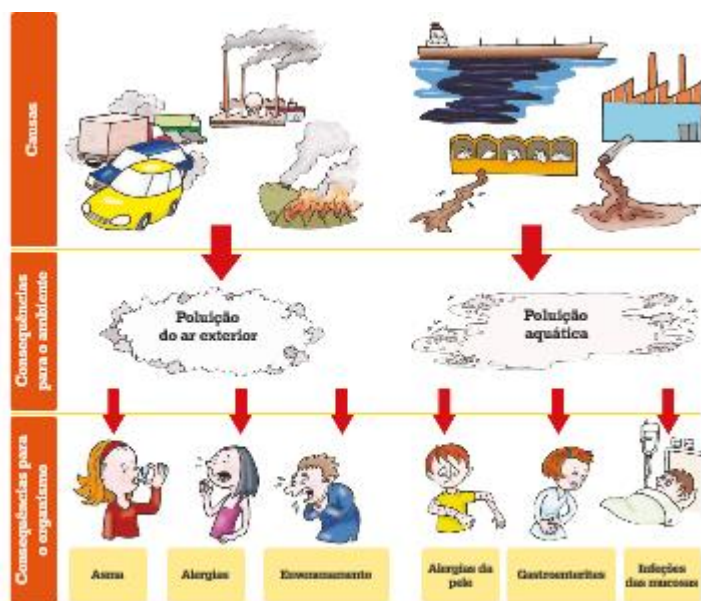 Causas
Consequências
para o ambiente
Poluição
do ar exterior
Poluição
aquática
Consequências para
o organismo
Asma
Alergias
Envenenamento
Alergias da
pele
Gastroenterites
Infeções
das mucosas